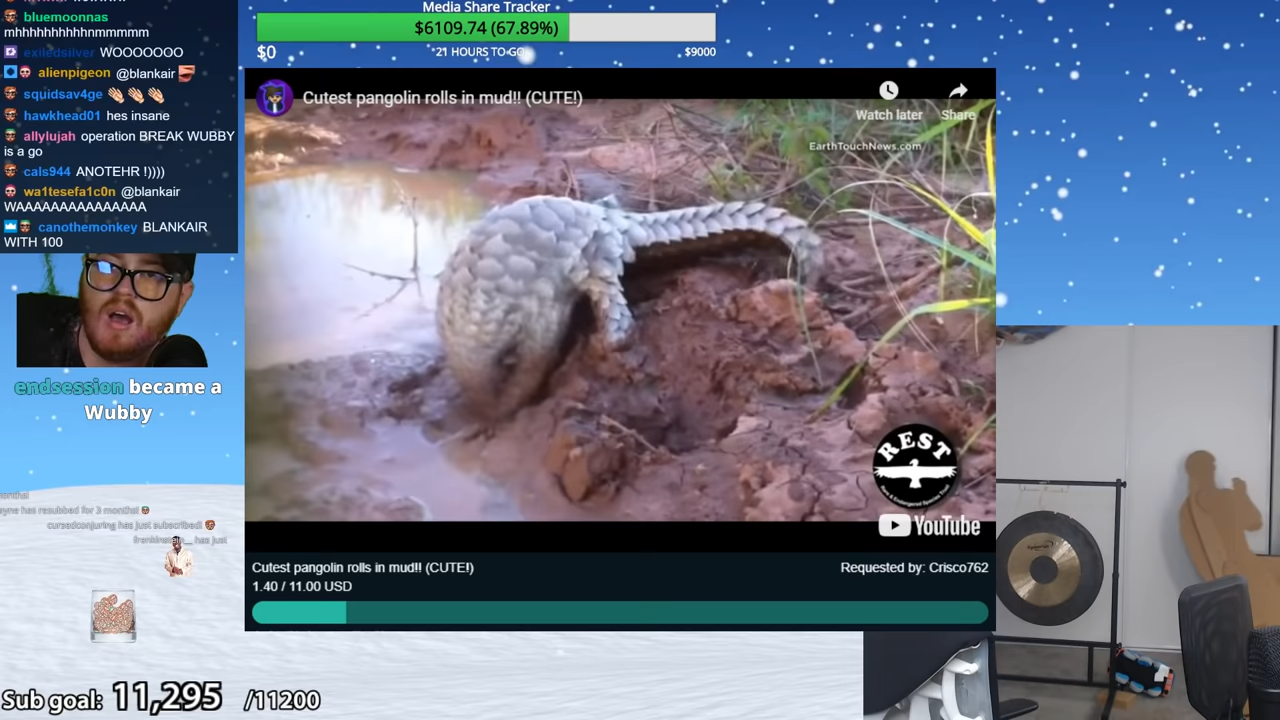 bluemoonnas
mhhhhhhhhhhnmmmmm
exiledsilver WOOOOOOO
alienpigeon @blankair
squidsav4ge
hawkhead01 hes insane
allylujah operation BREAK WUBBY
is a go
cals944 ANOTEHR !))))
wa1tesefa1c0n @blankair
WAAAAAAAAAAAAAAA
canothemonkey BLANKAIR
WITH 100
endsession became a
Wubby
has resubbed for 3 months!
cursedconjuring has just subscribed!
has just
Sub goal: 11,295 /11200
Media Share Tracker
$6109.74 (67.89%)
$0
21 HOURS TO GO
$9000
Cutest pangolin rolls in mud!! (CUTE!)
Watch later
Share
EarthTouchNews.com
REST
YouTube
Cutest pangolin rolls in mud!! (CUTE!)
Requested by: Crisco762
1.40 / 11.00 USD